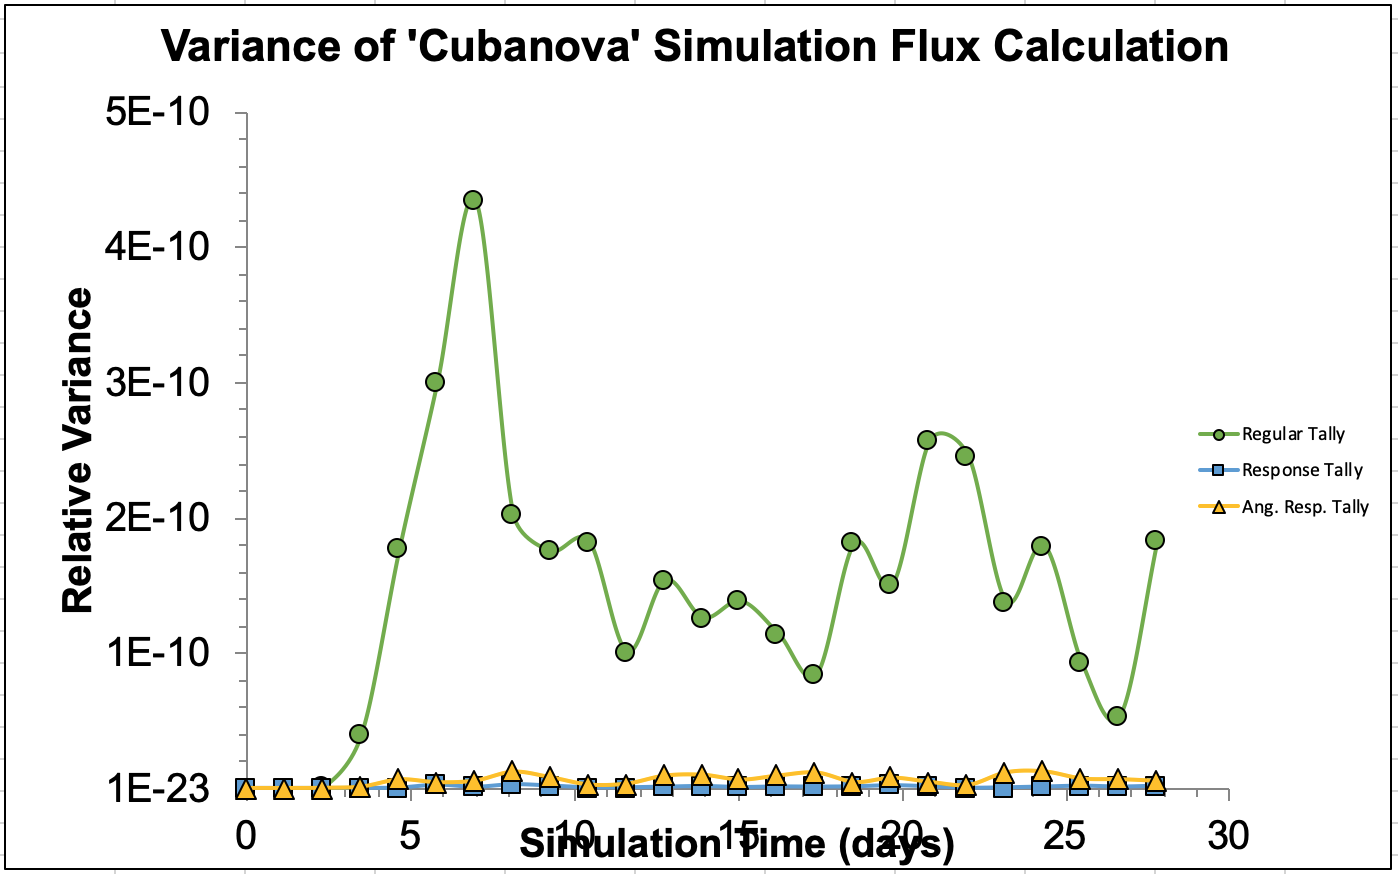 Variance of 'Cubanova' Simulation Flux Calculation
5E-10
4E-10
3E-10
2E-10
1E-10
1E-23
Relative Variance
0 5 10 15 20 25 30
Simulation Time (days)
Regular Tally
Response Tally
Ang. Resp. Tally